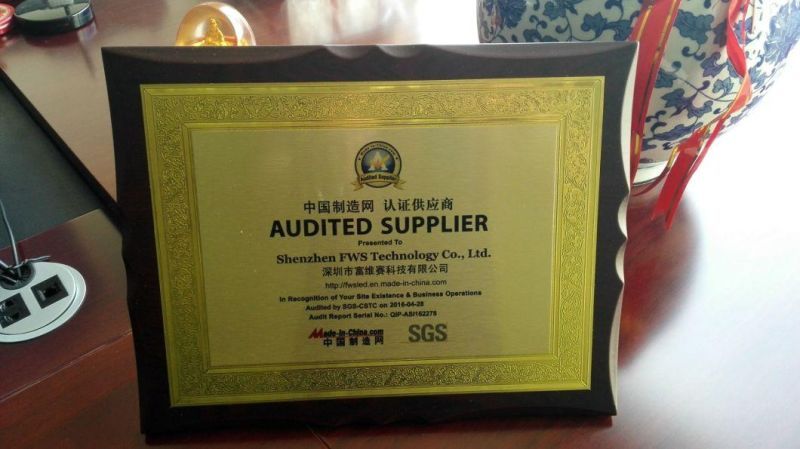 Audited Supplier
中国制造网 认证供应商
AUDITED SUPPLIER
Presented To
Shenzhen FWS Technology Co., Ltd.
深圳市富维赛科技有限公司
http://fwsled.en.made-in-china.com
In Recognition of Your Site Existance & Business Operations
Audited by SGS-CSTC on 2016-04-28
Audit Report Serial No.: QIP-ASI162278
Made-in-China.com
中国制造网
SGS